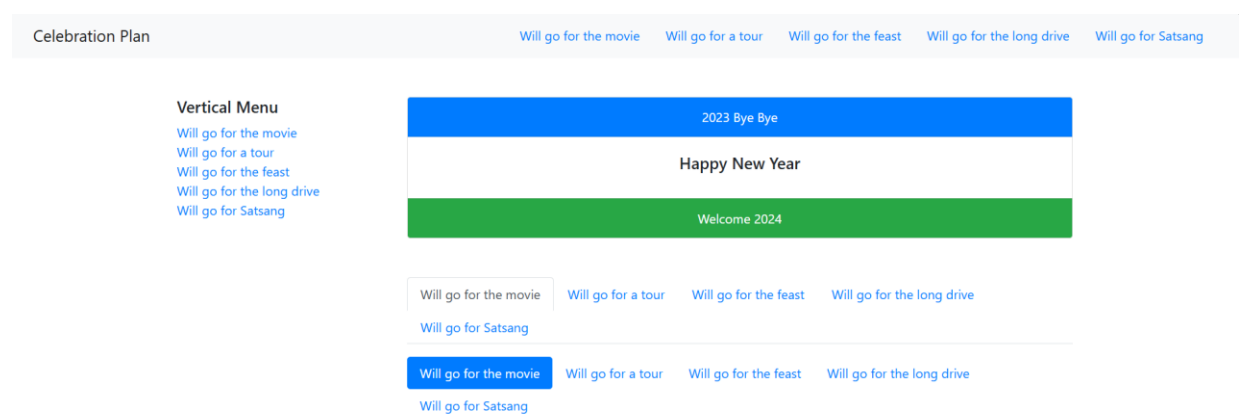 Celebration Plan Will go for the movie Will go for a tour Will go for the feast Will go for the long drive Will go for Satsang
Vertical Menu
Will go for the movie
Will go for a tour
Will go for the feast
Will go for the long drive
Will go for Satsang
2023 Bye Bye
Happy New Year
Welcome 2024
Will go for the movie Will go for a tour Will go for the feast Will go for the long drive
Will go for Satsang
Will go for the movie Will go for a tour Will go for the feast Will go for the long drive
Will go for Satsang